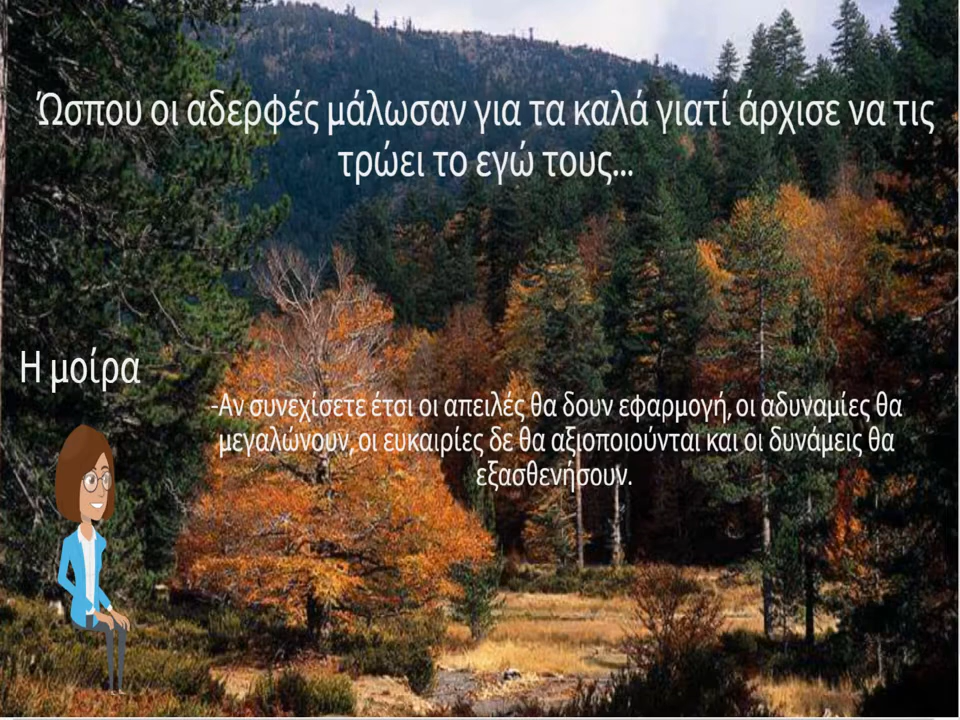 Ώσπου οι αδερφές μάλωσαν για τα καλά γιατί άρχισε να τις
τρώει το εγώ τους...
Η μοίρα
-Αν συνεχίσετε έτσι οι απειλές θα δουν εφαρμογή, οι αδυναμίες θα
μεγαλώνουν, οι ευκαιρίες δε θα αξιοποιούνται και οι δυνάμεις θα
εξασθενήσουν.